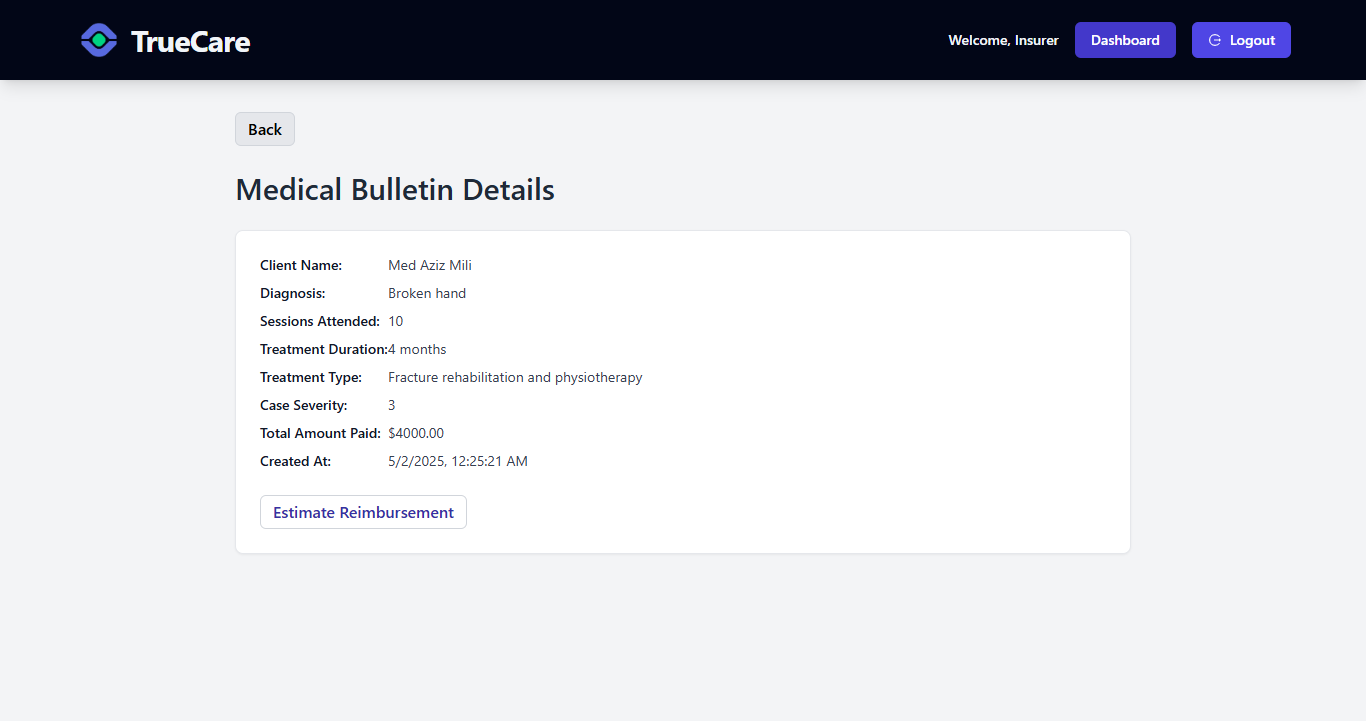 TrueCare
Welcome, Insurer
Dashboard
Logout
Back
Medical Bulletin Details
Client Name: Med Aziz Mili
Diagnosis: Broken hand
Sessions Attended: 10
Treatment Duration:4 months
Treatment Type: Fracture rehabilitation and physiotherapy
Case Severity: 3
Total Amount Paid: $4000.00
Created At: 5/2/2025, 12:25:21 AM
Estimate Reimbursement